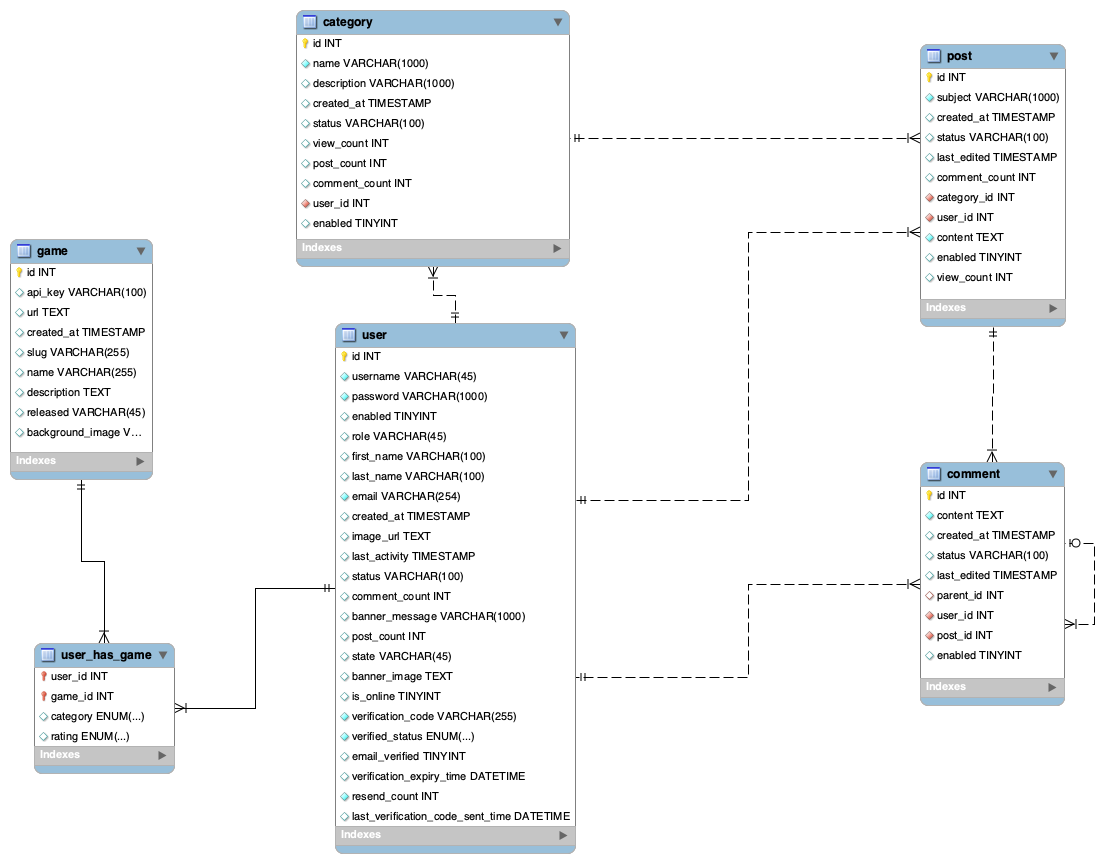 category
id INT
name VARCHAR(1000)
description VARCHAR(1000)
created_at TIMESTAMP
status VARCHAR(100)
view_count INT
post_count INT
comment_count INT
user_id INT
enabled TINYINT
Indexes
post
id INT
subject VARCHAR(1000)
created_at TIMESTAMP
status VARCHAR(100)
last_edited TIMESTAMP
comment_count INT
category_id INT
user_id INT
content TEXT
enabled TINYINT
view_count INT
Indexes
game
id INT
api_key VARCHAR(100)
url TEXT
created_at TIMESTAMP
slug VARCHAR(255)
name VARCHAR(255)
description TEXT
released VARCHAR(45)
background_image V...
Indexes
user
id INT
username VARCHAR(45)
password VARCHAR(1000)
enabled TINYINT
role VARCHAR(45)
first_name VARCHAR(100)
last_name VARCHAR(100)
email VARCHAR(254)
created_at TIMESTAMP
image_url TEXT
last_activity TIMESTAMP
status VARCHAR(100)
comment_count INT
banner_message VARCHAR(1000)
post_count INT
state VARCHAR(45)
banner_image TEXT
is_online TINYINT
verification_code VARCHAR(255)
verified_status ENUM(...)
email_verified TINYINT
verification_expiry_time DATETIME
resend_count INT
last_verification_code_sent_time DATETIME
Indexes
comment
id INT
content TEXT
created_at TIMESTAMP
status VARCHAR(100)
last_edited TIMESTAMP
parent_id INT
user_id INT
post_id INT
enabled TINYINT
Indexes
user_has_game
user_id INT
game_id INT
category ENUM(...)
rating ENUM(...)
Indexes